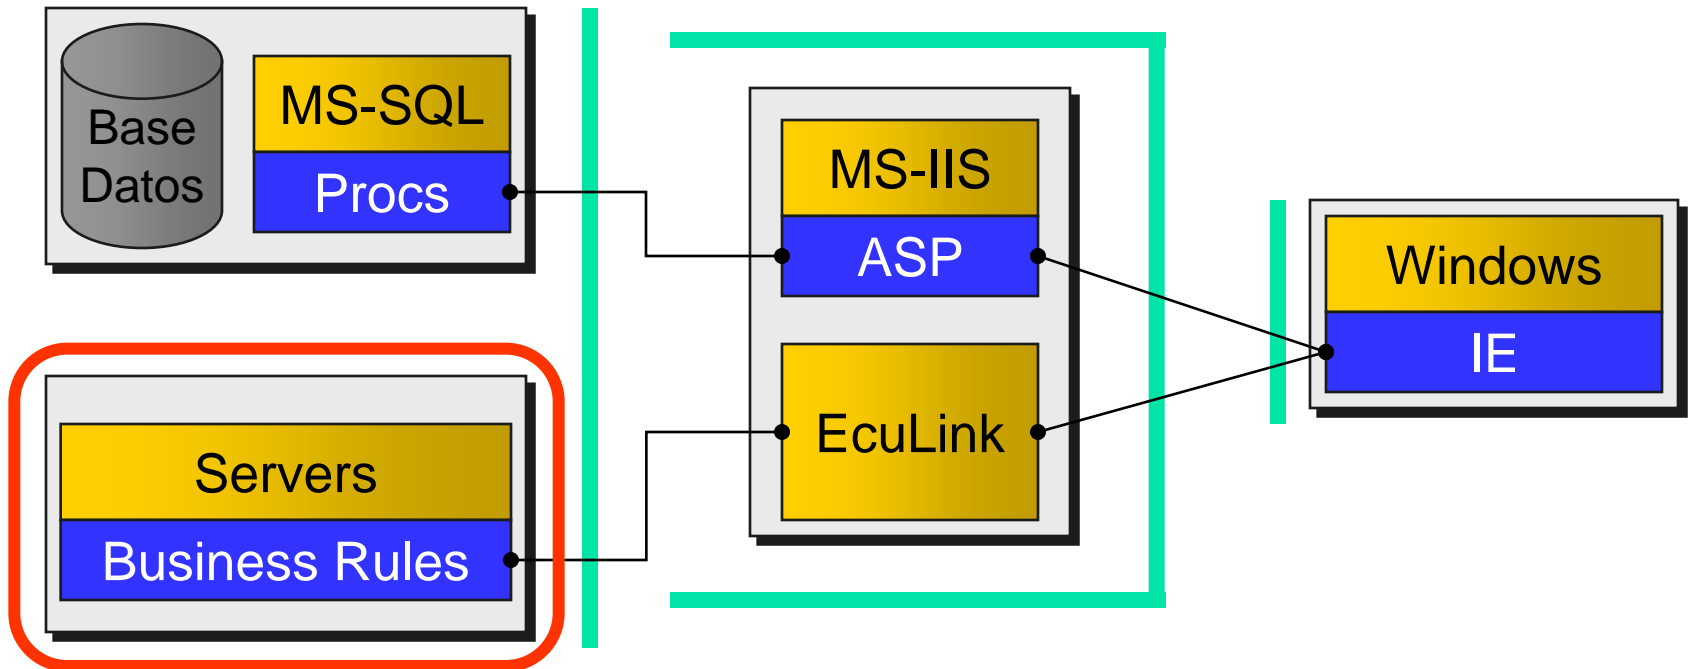 Base
Datos
MS-SQL
Procs
Servers
Business Rules
MS-IIS
ASP
EcuLink
Windows
IE